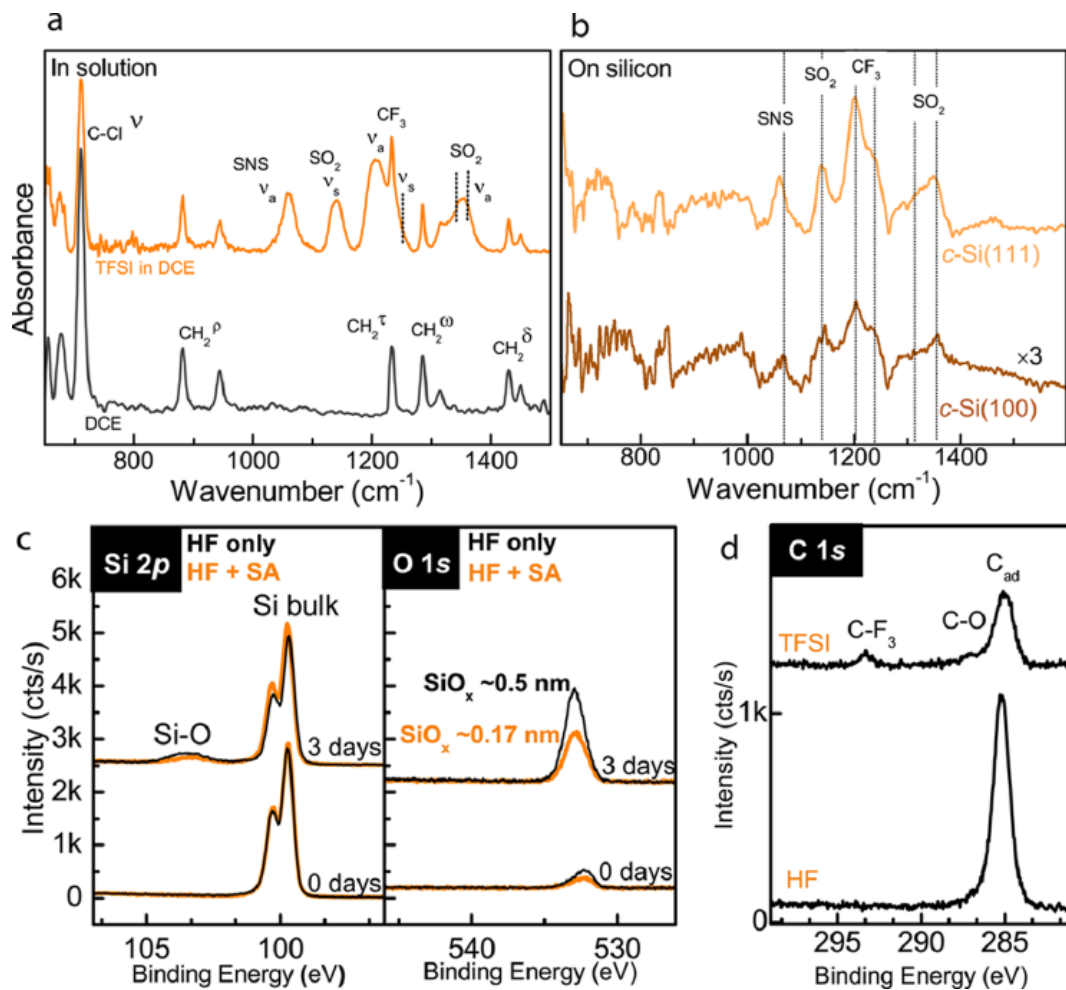 a
In solution
C-Cl ν
SNS
νₐ
SO₂
νₛ
νₐ
CF₃
νₛ
SO₂
νₐ
TFSI in DCE
CH₂ρ
CH₂τ
CH₂ω
CH₂δ
DCE
Absorbance
800
1000
1200
1400
Wavenumber (cm⁻¹)
b
On silicon
SNS
SO₂
CF₃
SO₂
c-Si(111)
×3
c-Si(100)
800
1000
1200
1400
Wavenumber (cm⁻¹)
c
Si 2p
HF only
HF + SA
Si bulk
Si-O
3 days
0 days
6k
5k
4k
3k
2k
1k
0
Intensity (cts/s)
105
100
Binding Energy (eV)
O 1s
HF only
HF + SA
SiOₓ ~0.5 nm
SiOₓ ~0.17 nm
3 days
0 days
540
530
Binding Energy (eV)
d
C 1s
C_ad
C-F₃
C-O
TFSI
HF
1k
0
Intensity (cts/s)
295
290
285
Binding Energy (eV)